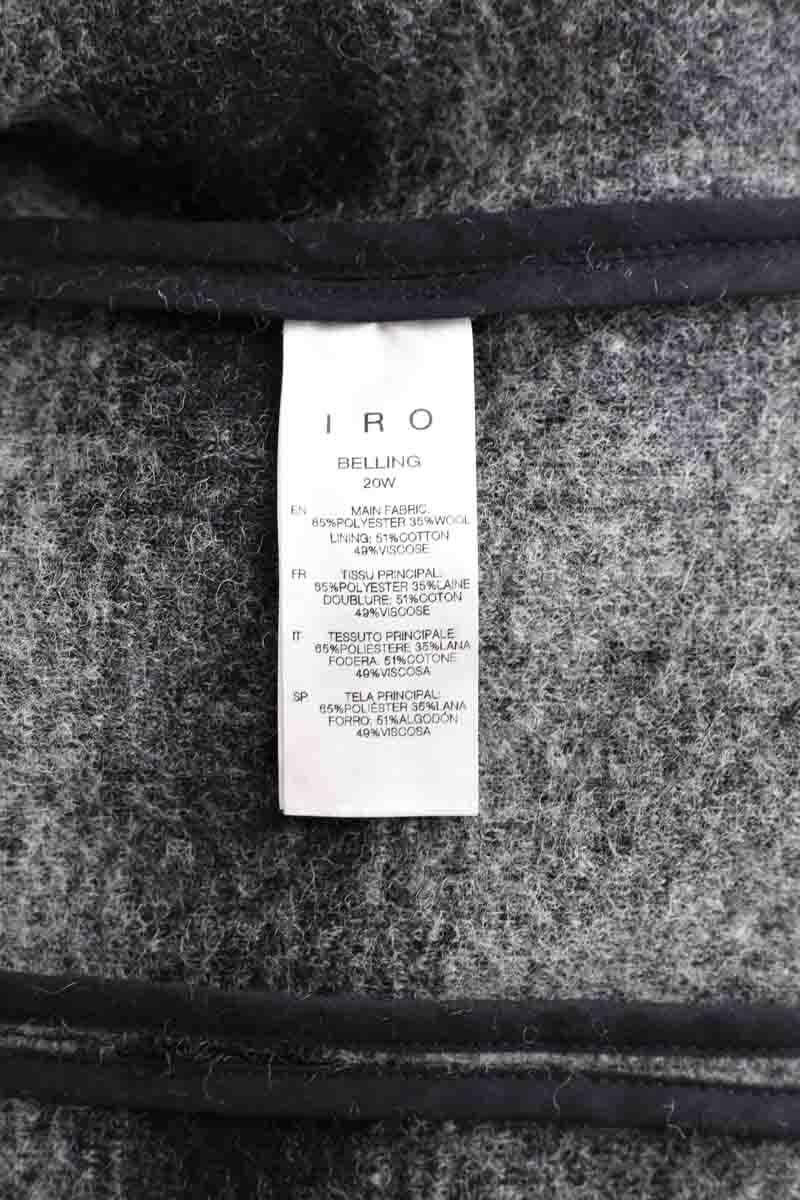 IRO
BELLING
20W
EN MAIN FABRIC:
65%POLYESTER 35%WOOL
LINING: 51%COTTON
49%VISCOSE
FR TISSU PRINCIPAL:
65%POLYESTER 35%LAINE
DOUBLURE: 51%COTON
49%VISCOSE
IT TESSUTO PRINCIPALE:
65%POLIESTERE 35%LANA
FODERA: 51%COTONE
49%VISCOSA
SP TELA PRINCIPAL:
65%POLIÉSTER 35%LANA
FORRO: 51%ALGODÓN
49%VISCOSA